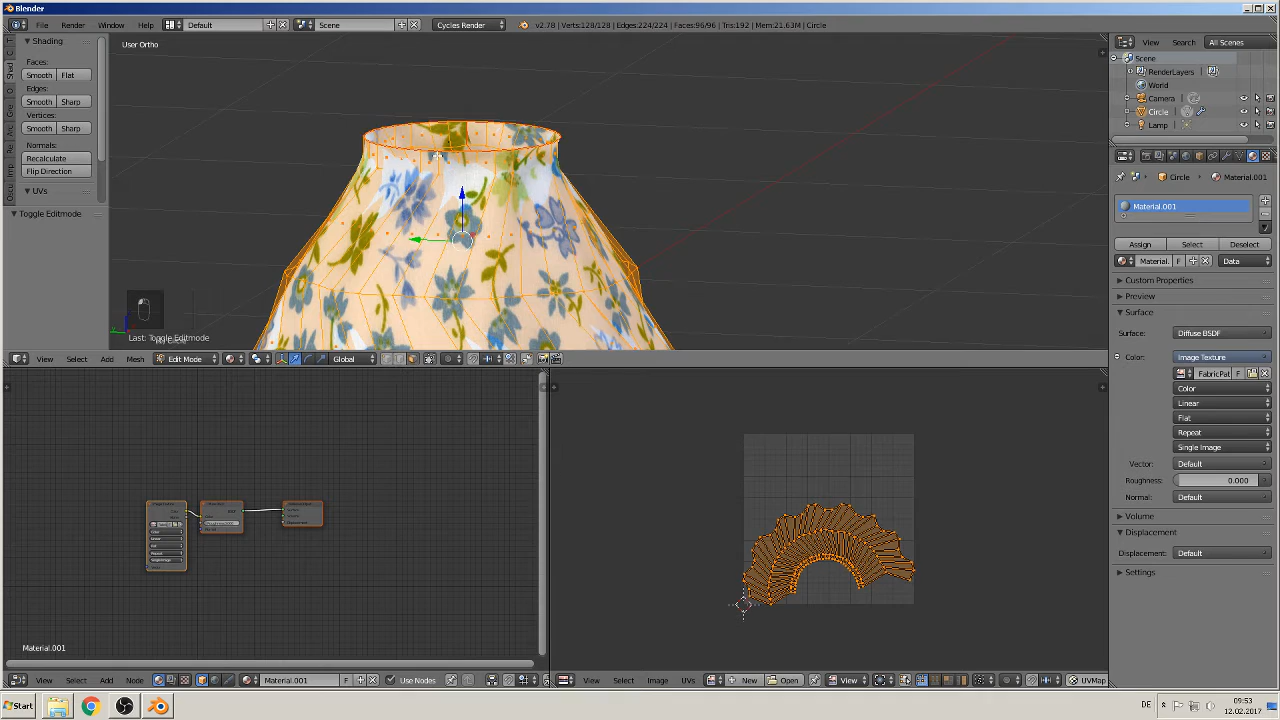 Blender
File Render Window Help Default Scene Cycles Render v2.78 | Verts:128/128 | Edges:224/224 | Faces:96/96 | Tris:192 | Mem:21.63M | Circle
Shading
Faces:
Smooth Flat
Edges:
Smooth Sharp
Vertices:
Smooth Sharp
Normals:
Recalculate
Flip Direction
UVs
Toggle Editmode
User Ortho
Last: Toggle Editmode
View Select Add Mesh Edit Mode Global
View Search All Scenes
Scene
RenderLayers
World
Camera
Circle
Lamp
Circle Material.001
Material.001
Assign Select Deselect
Material. F Data
Custom Properties
Preview
Surface
Surface: Diffuse BSDF
Color: Image Texture
FabricPat F
Color
Linear
Flat
Repeat
Single Image
Vector: Default
Roughness: 0.000
Normal: Default
Volume
Displacement
Displacement: Default
Settings
Material.001
View Select Add Node Material.001 F Use Nodes
View Select Image UVs New Open View UVMap
Start DE 09:53
12.02.2017